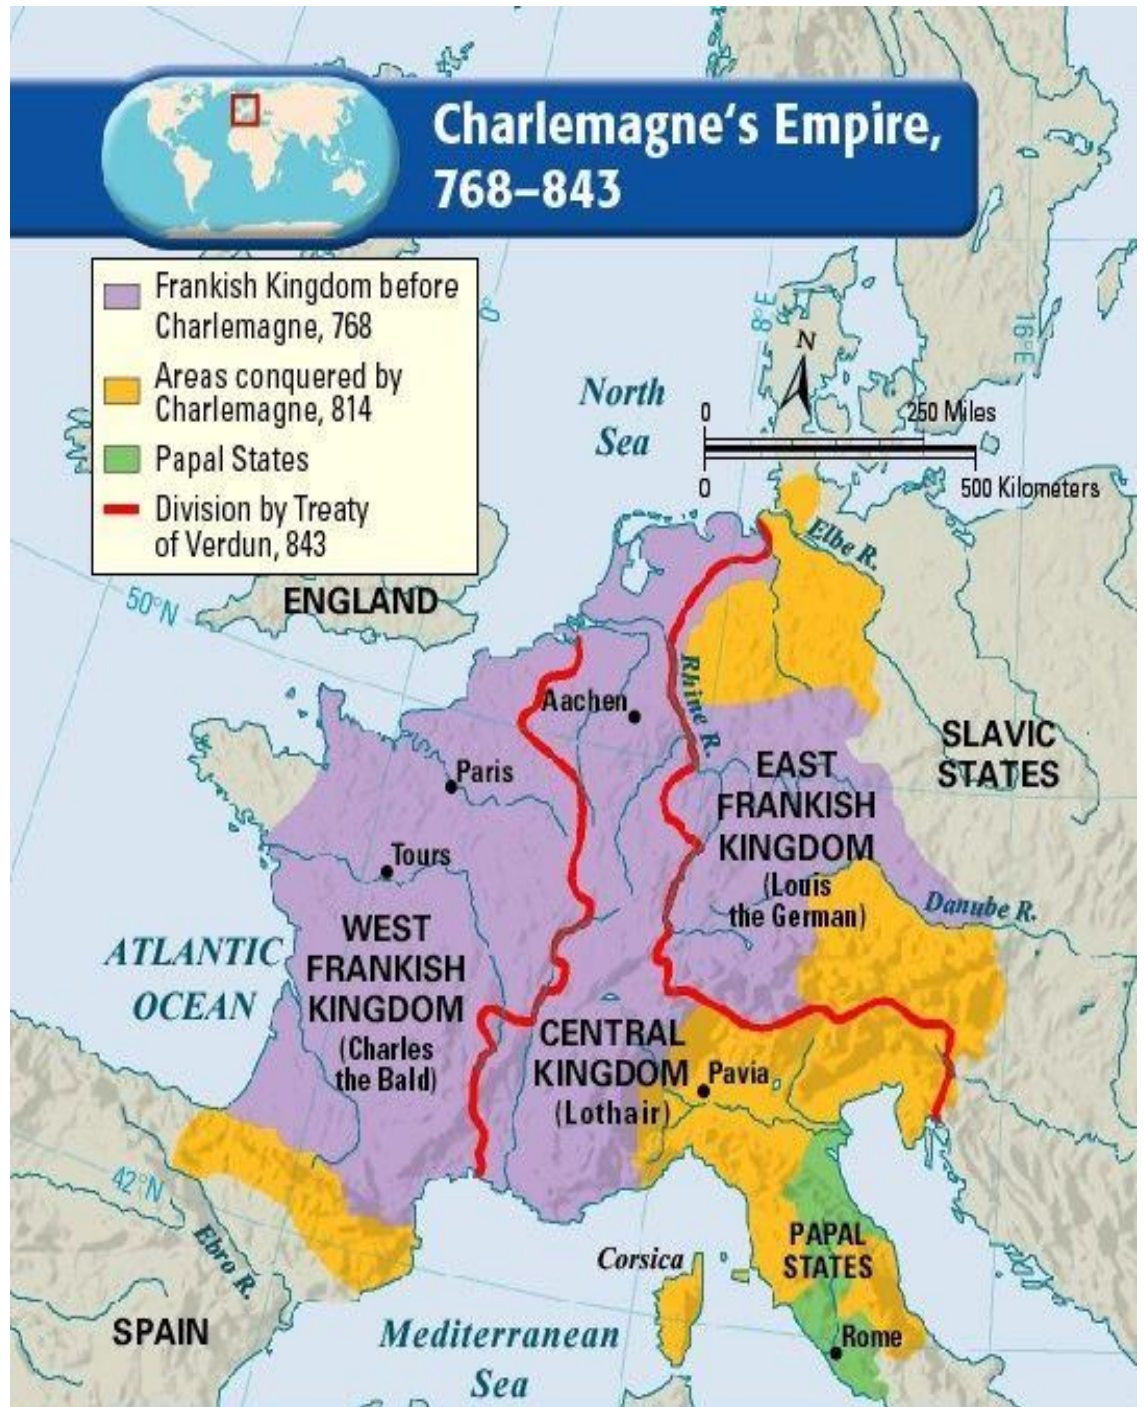 Charlemagne's Empire,
768–843
Frankish Kingdom before
Charlemagne, 768
Areas conquered by
Charlemagne, 814
Papal States
Division by Treaty
of Verdun, 843
0°
8°E
16°E
N
North
Sea
0
250 Miles
0
500 Kilometers
Elbe R.
50°N
ENGLAND
Rhine R.
Aachen
SLAVIC
STATES
Paris
EAST
FRANKISH
KINGDOM
(Louis
the German)
Tours
Danube R.
WEST
FRANKISH
KINGDOM
(Charles
the Bald)
ATLANTIC
OCEAN
CENTRAL
KINGDOM
(Lothair)
Pavia
42°N
Ebro R.
PAPAL
STATES
Corsica
SPAIN
Mediterranean
Sea
Rome